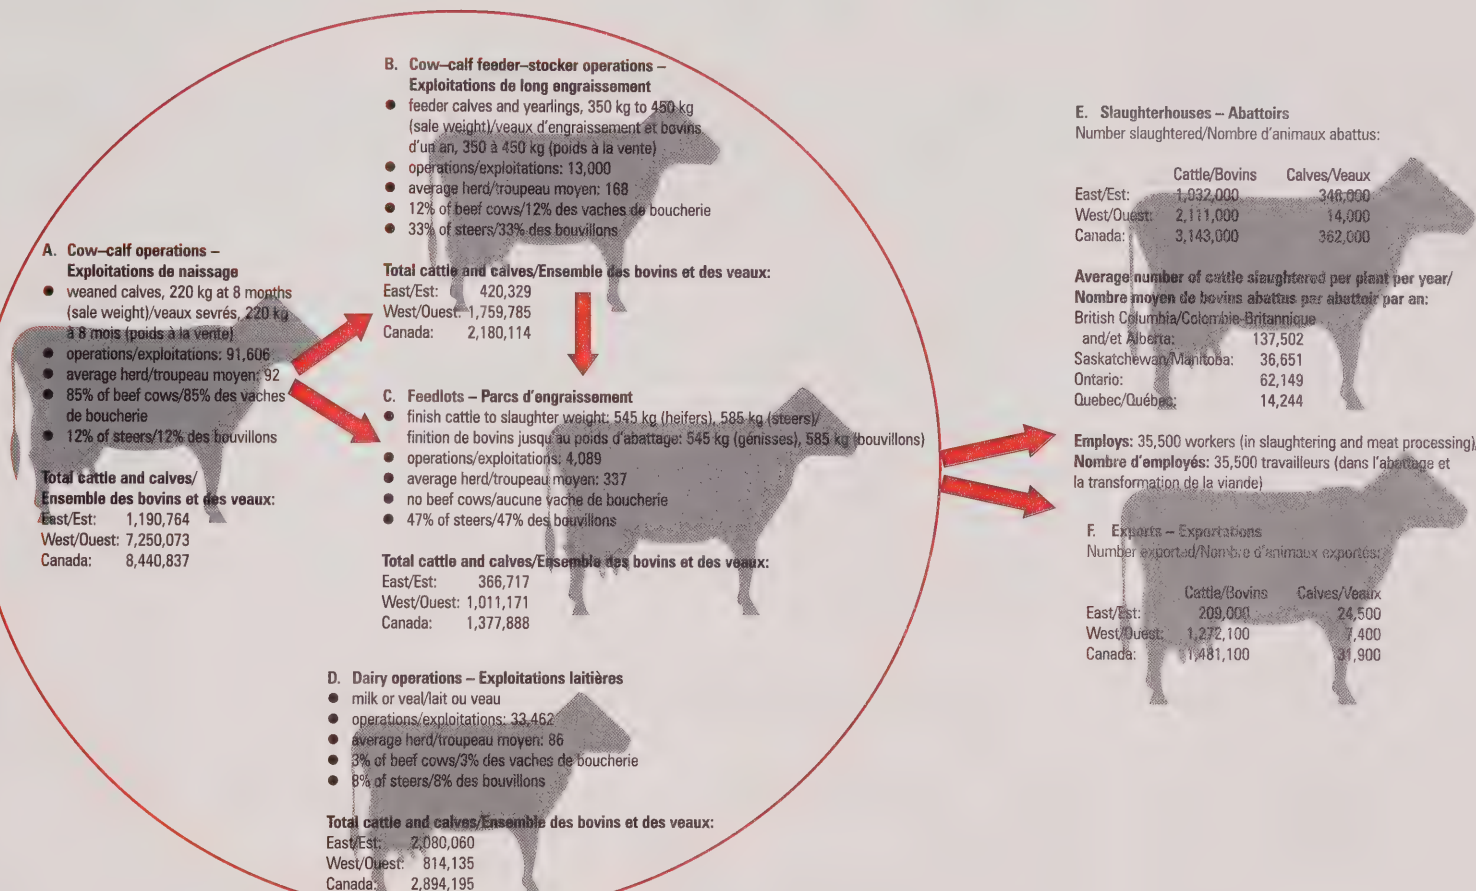 A. Cow–calf operations –
Exploitations de naissage
● weaned calves, 220 kg at 8 months
(sale weight)/veaux sevrés, 220 kg
à 8 mois (poids à la vente)
● operations/exploitations: 91,606
● average herd/troupeau moyen: 92
● 85% of beef cows/85% des vaches
de boucherie
● 12% of steers/12% des bouvillons
Total cattle and calves/
Ensemble des bovins et des veaux:
East/Est: 1,190,764
West/Ouest: 7,250,073
Canada: 8,440,837
B. Cow–calf feeder–stocker operations –
Exploitations de long engraissement
● feeder calves and yearlings, 350 kg to 450 kg
(sale weight)/veaux d'engraissement et bovins
d'un an, 350 à 450 kg (poids à la vente)
● operations/exploitations: 13,000
● average herd/troupeau moyen: 168
● 12% of beef cows/12% des vaches de boucherie
● 33% of steers/33% des bouvillons
Total cattle and calves/Ensemble des bovins et des veaux:
East/Est: 420,329
West/Ouest: 1,759,785
Canada: 2,180,114
C. Feedlots – Parcs d'engraissement
● finish cattle to slaughter weight: 545 kg (heifers), 585 kg (steers)/
finition de bovins jusqu'au poids d'abattage: 545 kg (génisses), 585 kg (bouvillons)
● operations/exploitations: 4,089
● average herd/troupeau moyen: 337
● no beef cows/aucune vache de boucherie
● 47% of steers/47% des bouvillons
Total cattle and calves/Ensemble des bovins et des veaux:
East/Est: 366,717
West/Ouest: 1,011,171
Canada: 1,377,888
D. Dairy operations – Exploitations laitières
● milk or veal/lait ou veau
● operations/exploitations: 33,462
● average herd/troupeau moyen: 86
● 3% of beef cows/3% des vaches de boucherie
● 8% of steers/8% des bouvillons
Total cattle and calves/Ensemble des bovins et des veaux:
East/Est: 2,080,060
West/Ouest: 814,135
Canada: 2,894,195
E. Slaughterhouses – Abattoirs
Number slaughtered/Nombre d'animaux abattus:
Cattle/Bovins Calves/Veaux
East/Est: 1,032,000 348,000
West/Ouest: 2,111,000 14,000
Canada: 3,143,000 362,000
Average number of cattle slaughtered per plant per year/
Nombre moyen de bovins abattus par abattoir par an:
British Columbia/Colombie-Britannique
and/et Alberta: 137,502
Saskatchewan/Manitoba: 36,651
Ontario: 62,149
Quebec/Québec: 14,244
Employs: 35,500 workers (in slaughtering and meat processing)/
Nombre d'employés: 35,500 travailleurs (dans l'abattage et
la transformation de la viande)
F. Exports – Exportations
Number exported/Nombre d'animaux exportés:
Cattle/Bovins Calves/Veaux
East/Est: 209,000 24,500
West/Ouest: 1,272,100 7,400
Canada: 1,481,100 31,900